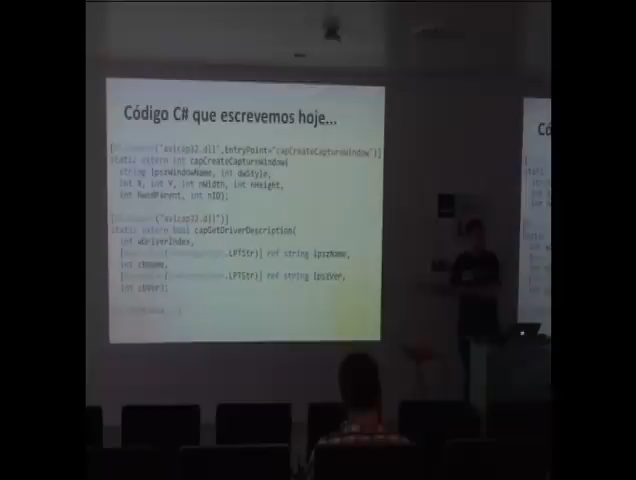 Código C# que escrevemos hoje...
("avicap32.dll",EntryPoint="capCreateCaptureWindow")]
static extern int capCreateCaptureWindow(
string lpszWindowName, int dwStyle,
int X, int Y, int nWidth, int nHeight,
int hwndParent, int nID);
("avicap32.dll")]
static extern bool capGetDriverDescription(
int wDriverIndex,
.LPTStr)] ref string lpszName,
int cbName,
.LPTStr)] ref string lpszVer,
int cbVer);
Có